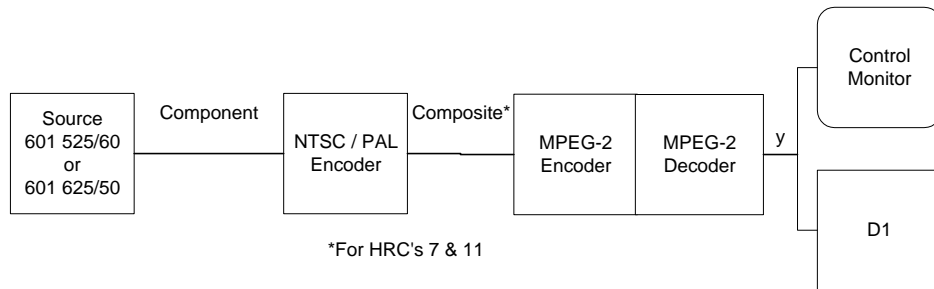 Source
601 525/60
or
601 625/50
Component
NTSC / PAL
Encoder
Composite*
MPEG-2
Encoder
MPEG-2
Decoder
y
Control
Monitor
D1
*For HRC's 7 & 11